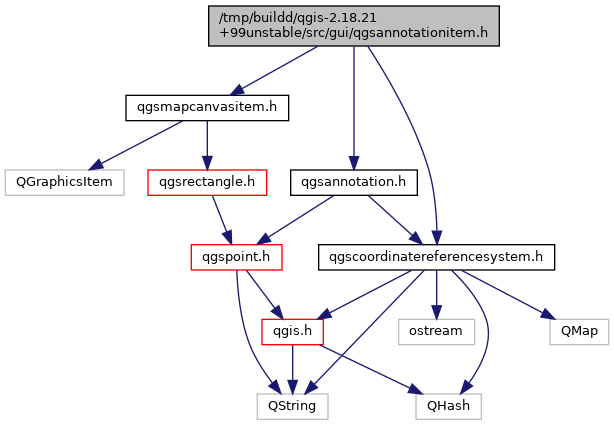 /tmp/buildd/qgis-2.18.21
+99unstable/src/gui/qgsannotationitem.h
qgsmapcanvasitem.h
QGraphicsItem
qgsrectangle.h
qgsannotation.h
qgspoint.h
qgscoordinatereferencesystem.h
qgis.h
ostream
QMap
QString
QHash